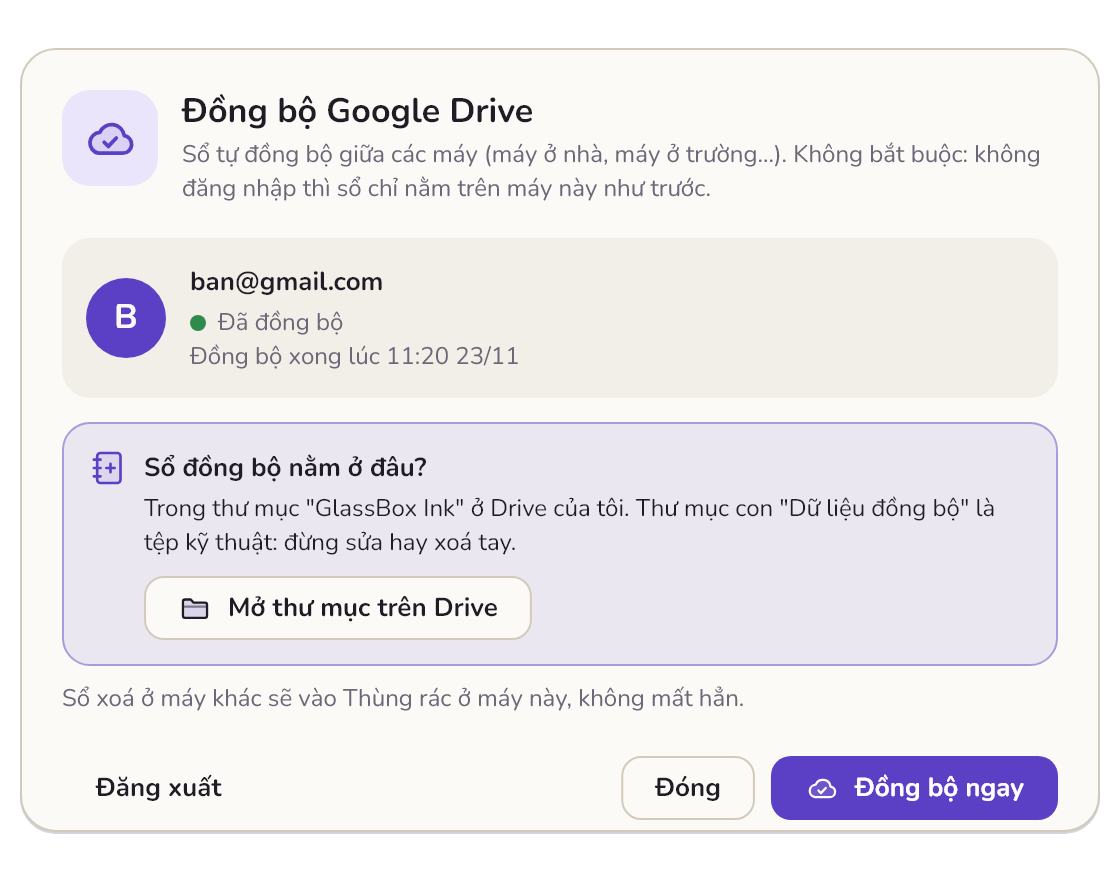 Đồng bộ Google Drive
Sổ tự đồng bộ giữa các máy (máy ở nhà, máy ở trường...). Không bắt buộc: không
đăng nhập thì sổ chỉ nằm trên máy này như trước.
B
ban@gmail.com
Đã đồng bộ
Đồng bộ xong lúc 11:20 23/11
Sổ đồng bộ nằm ở đâu?
Trong thư mục "GlassBox Ink" ở Drive của tôi. Thư mục con "Dữ liệu đồng bộ" là
tệp kỹ thuật: đừng sửa hay xoá tay.
Mở thư mục trên Drive
Sổ xoá ở máy khác sẽ vào Thùng rác ở máy này, không mất hẳn.
Đăng xuất
Đóng
Đồng bộ ngay